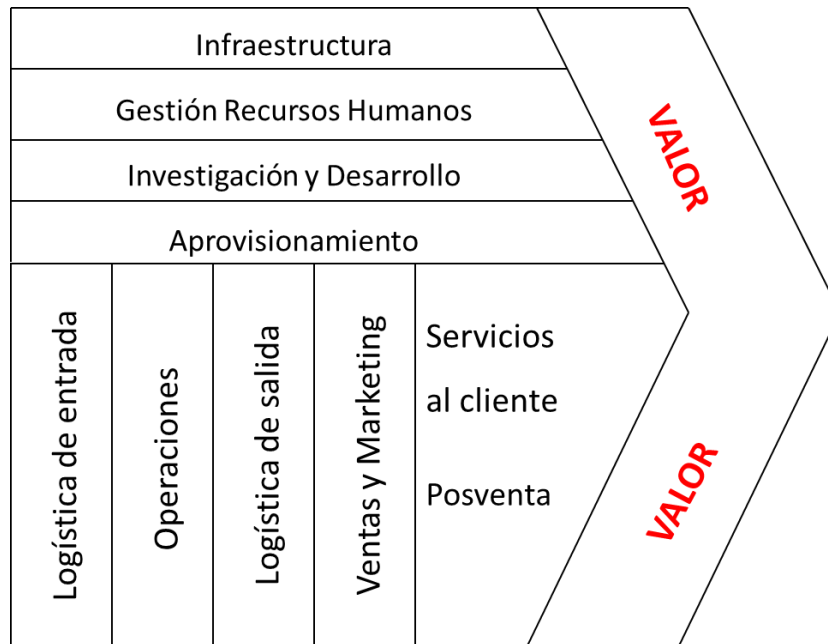 Infraestructura
Gestión Recursos Humanos
Investigación y Desarrollo
Aprovisionamiento
Logística de entrada
Operaciones
Logística de salida
Ventas y Marketing
Servicios
al cliente
Posventa
VALOR
VALOR